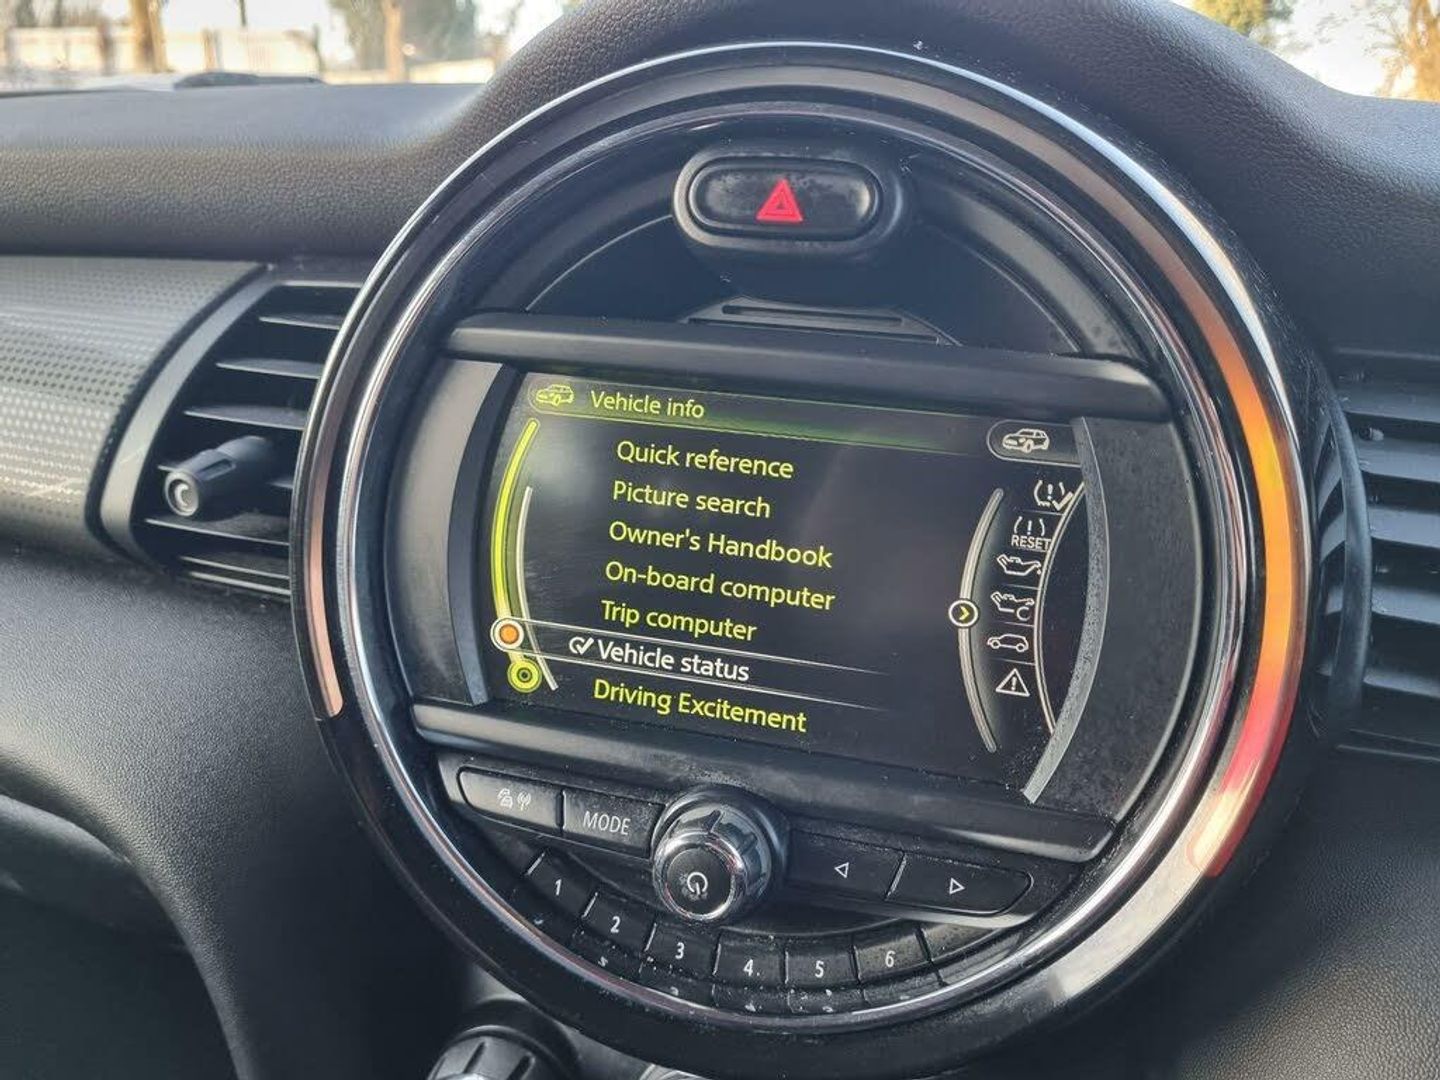 Vehicle info
Quick reference
Picture search
Owner's Handbook
On-board computer
Trip computer
Vehicle status
Driving Excitement
RESET
MODE
1
2
3
4
5
6